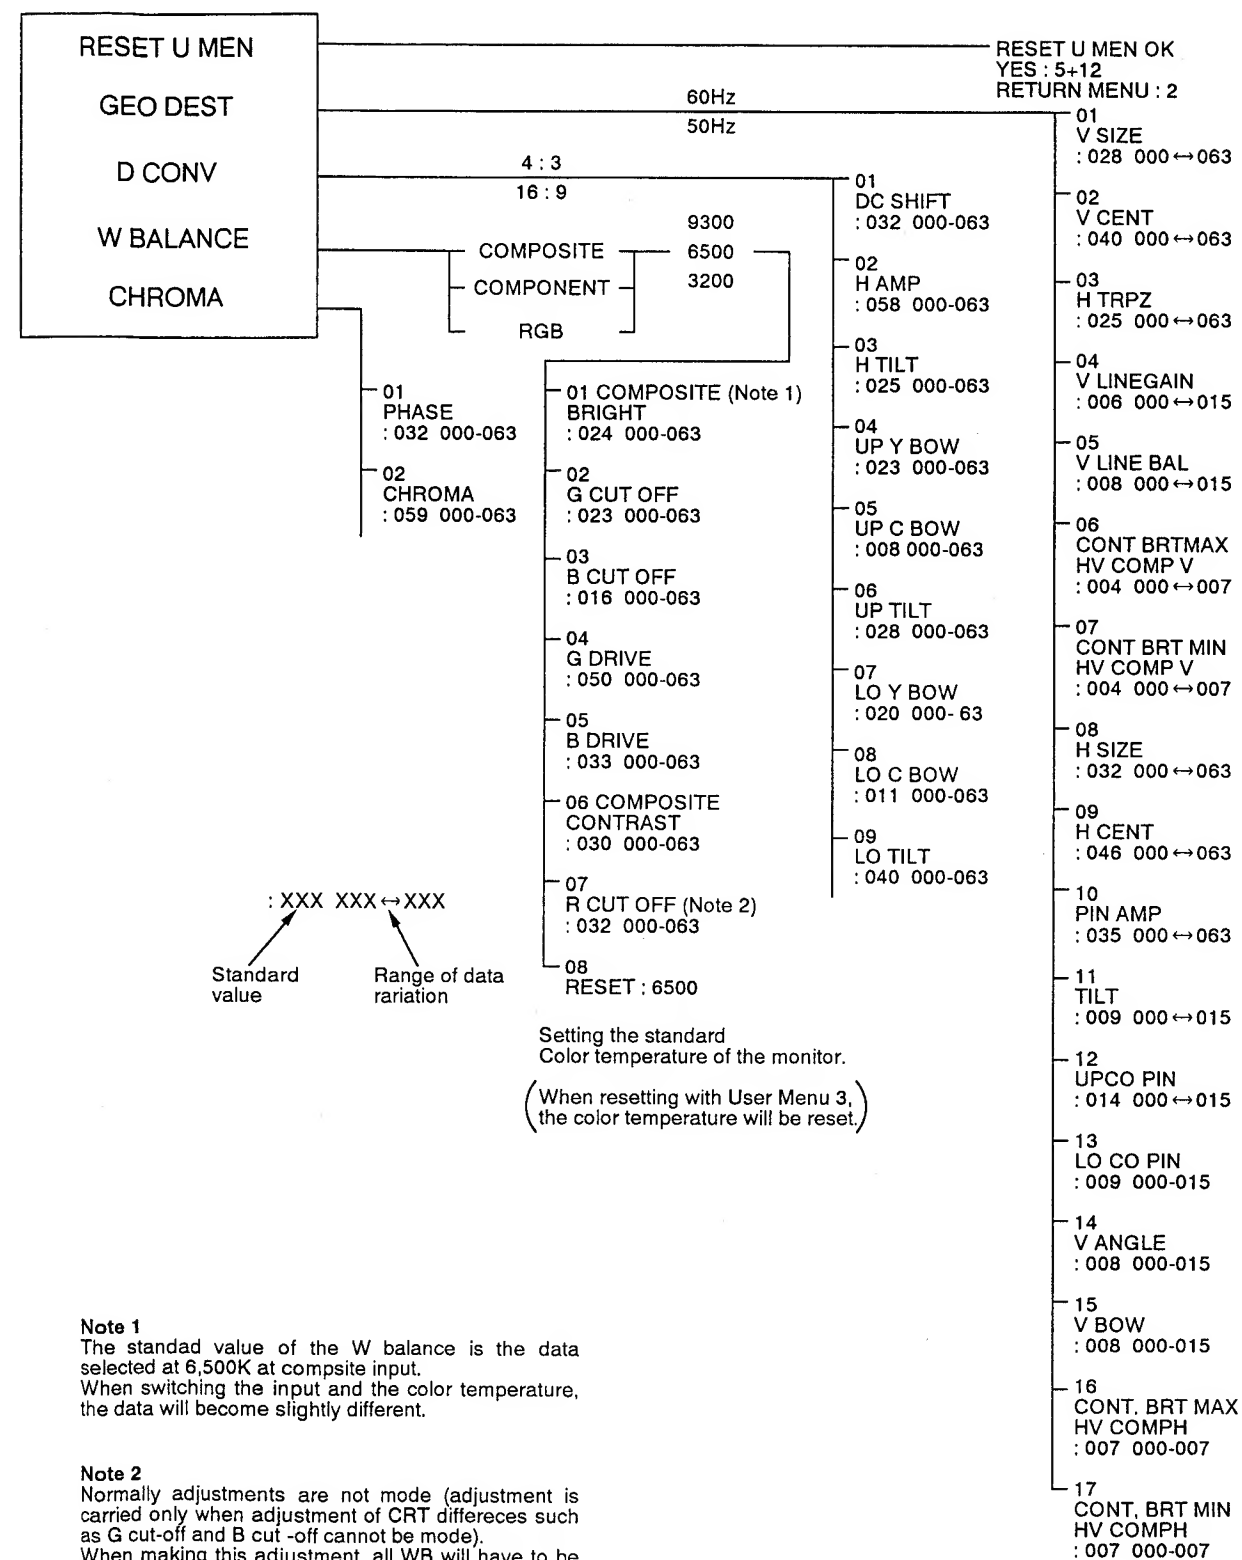 RESET U MEN
GEO DEST
D CONV
W BALANCE
CHROMA
RESET U MEN OK
YES : 5+12
RETURN MENU : 2
60Hz
50Hz
4 : 3
16 : 9
COMPOSITE
COMPONENT
RGB
9300
6500
3200
01
PHASE
: 032 000-063
02
CHROMA
: 059 000-063
01 COMPOSITE (Note 1)
BRIGHT
: 024 000-063
02
G CUT OFF
: 023 000-063
03
B CUT OFF
: 016 000-063
04
G DRIVE
: 050 000-063
05
B DRIVE
: 033 000-063
06 COMPOSITE
CONTRAST
: 030 000-063
07
R CUT OFF (Note 2)
: 032 000-063
08
RESET : 6500
Setting the standard
Color temperature of the monitor.
(When resetting with User Menu 3,
the color temperature will be reset.)
01
DC SHIFT
: 032 000-063
02
H AMP
: 058 000-063
03
H TILT
: 025 000-063
04
UP Y BOW
: 023 000-063
05
UP C BOW
: 008 000-063
06
UP TILT
: 028 000-063
07
LO Y BOW
: 020 000- 63
08
LO C BOW
: 011 000-063
09
LO TILT
: 040 000-063
01
V SIZE
: 028 000↔063
02
V CENT
: 040 000↔063
03
H TRPZ
: 025 000↔063
04
V LINEGAIN
: 006 000↔015
05
V LINE BAL
: 008 000↔015
06
CONT BRTMAX
HV COMP V
: 004 000↔007
07
CONT BRT MIN
HV COMP V
: 004 000↔007
08
H SIZE
: 032 000↔063
09
H CENT
: 046 000↔063
10
PIN AMP
: 035 000↔063
11
TILT
: 009 000↔015
12
UPCO PIN
: 014 000↔015
13
LO CO PIN
: 009 000-015
14
V ANGLE
: 008 000-015
15
V BOW
: 008 000-015
16
CONT, BRT MAX
HV COMPH
: 007 000-007
17
CONT, BRT MIN
HV COMPH
: 007 000-007
: XXX XXX↔XXX
Standard
value
Range of data
rariation
Note 1
The standad value of the W balance is the data
selected at 6,500K at compsite input.
When switching the input and the color temperature,
the data will become slightly different.
Note 2
Normally adjustments are not mode (adjustment is
carried only when adjustment of CRT differeces such
as G cut-off and B cut -off cannot be mode).
When making this adjustment, all WB will have to be